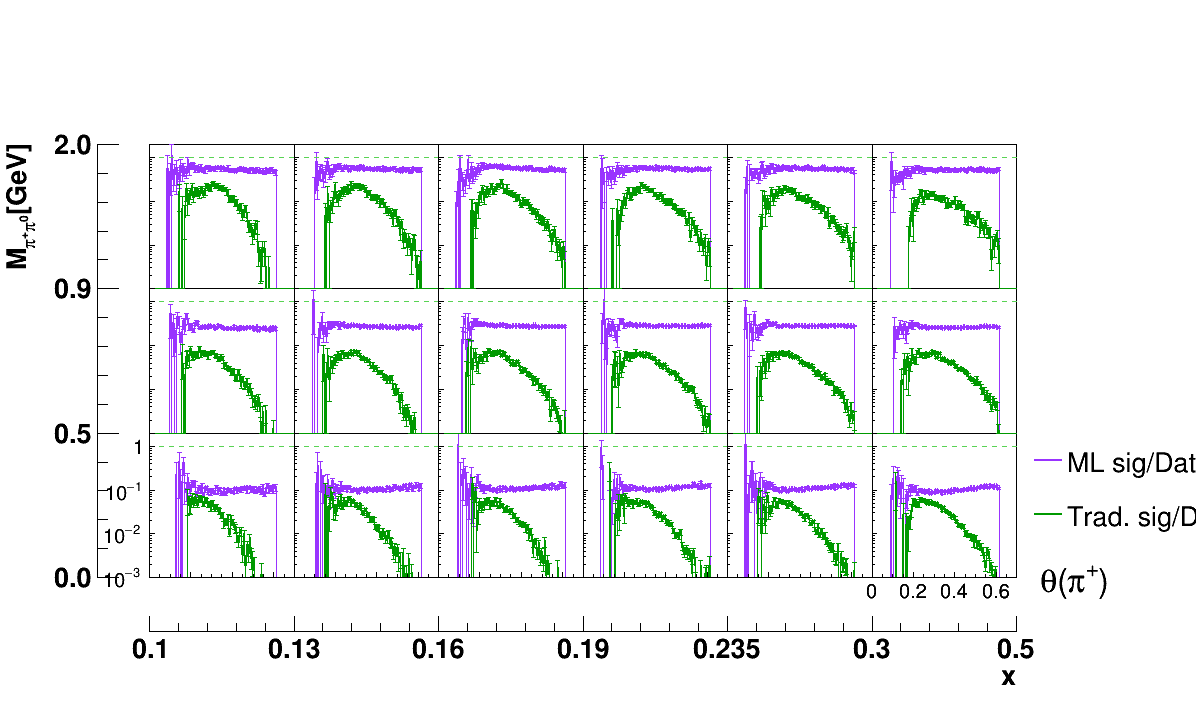 M π⁺π⁰ [GeV]
2.0
0.9
0.5
0.0
1
10⁻¹
10⁻²
10⁻³
ML sig/Dat
Trad. sig/D
θ(π⁺)
0 0.2 0.4 0.6
0.1 0.13 0.16 0.19 0.235 0.3 0.5
x